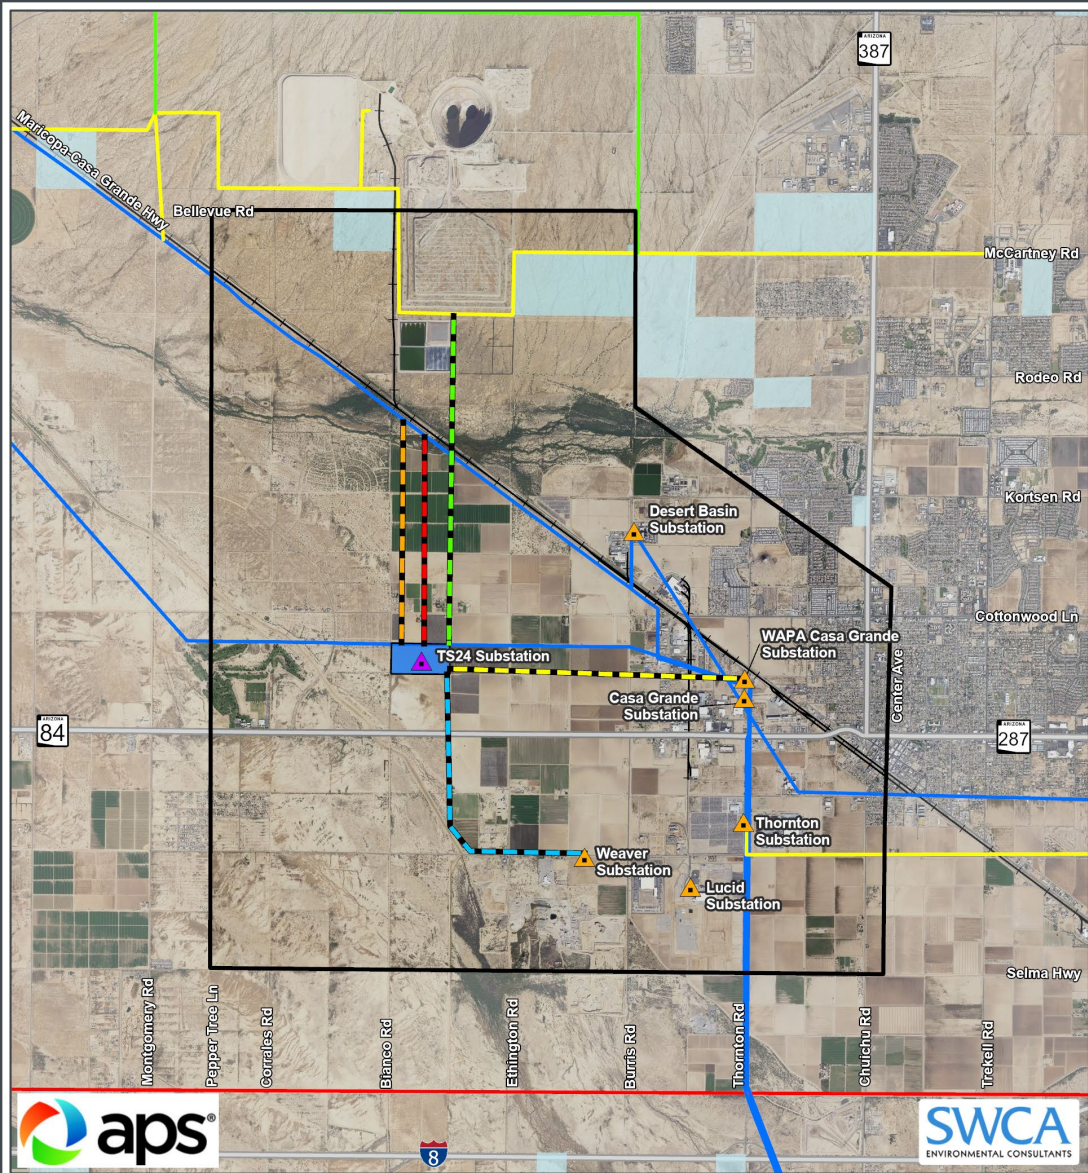 ARIZONA
387
Maricopa-Casa Grande Hwy
Bellevue Rd
McCartney Rd
Rodeo Rd
Kortsen Rd
Desert Basin
Substation
Cottonwood Ln
WAPA Casa Grande
Substation
TS24 Substation
Casa Grande
Substation
Center Ave
ARIZONA
84
ARIZONA
287
Thornton
Substation
Weaver
Substation
Lucid
Substation
Selma Hwy
Montgomery Rd
Pepper Tree Ln
Corrales Rd
Bianco Rd
Ethington Rd
Burris Rd
Thornton Rd
Chuichu Rd
Trekell Rd
aps®
8
SWCA
ENVIRONMENTAL CONSULTANTS